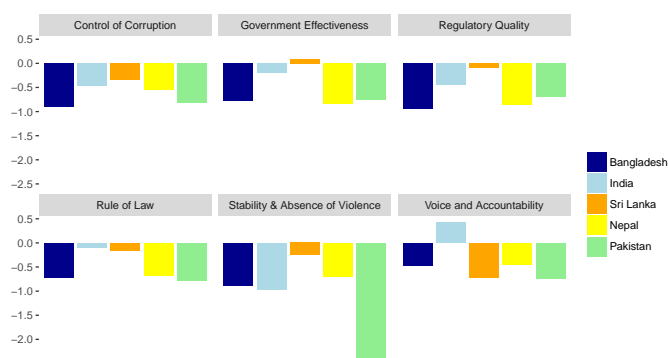 Control of Corruption Government Effectiveness Regulatory Quality
0.5
0.0
−0.5
−1.0
−1.5
−2.0
−2.5
Rule of Law Stability & Absence of Violence Voice and Accountability
0.5
0.0
−0.5
−1.0
−1.5
−2.0
Bangladesh
India
Sri Lanka
Nepal
Pakistan